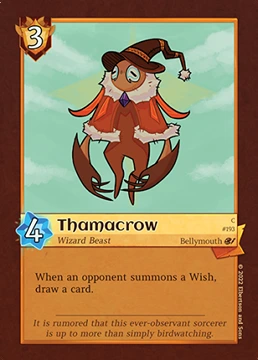 3
4
Thamacrow
Wizard Beast
C
#193
Bellymouth
When an opponent summons a Wish,
draw a card.
It is rumored that this ever-observant sorcerer
is up to more than simply birdwatching.
© 2022 Elbertson and Sons